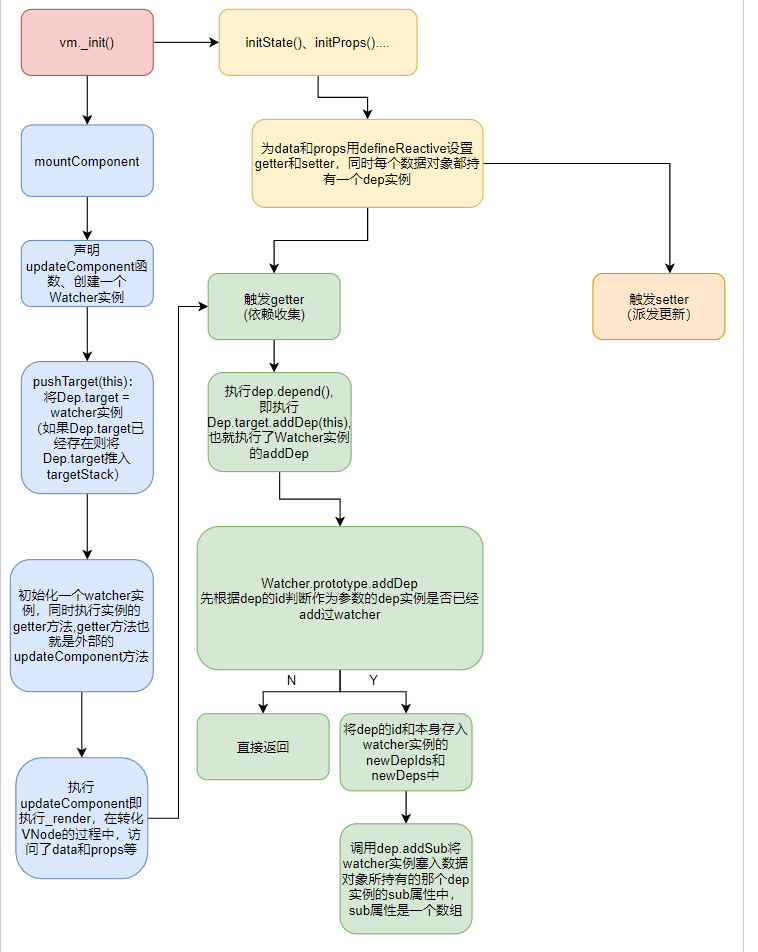 vm._init()
initState()、initProps()....
为data和props用defineReactive设置
getter和setter，同时每个数据对象都持
有一个dep实例
mountComponent
声明
updateComponent函
数、创建一个
Watcher实例
触发getter
(依赖收集)
触发setter
（派发更新）
pushTarget(this)：
将Dep.target =
watcher实例
（如果Dep.target已
经存在则将
Dep.target推入
targetStack）
执行dep.depend(),
即执行
Dep.target.addDep(this),
也就执行了Watcher实例
的addDep
Watcher.prototype.addDep
先根据dep的id判断作为参数的dep实例是否已经
add过watcher
初始化一个watcher实
例，同时执行实例的
getter方法,getter方法也
就是外部的
updateComponent方法
N
Y
直接返回
将dep的id和本身存入
watcher实例的
newDepIds和
newDeps中
执行
updateComponent即
执行_render，在转化
VNode的过程中，访
问了data和props等
调用dep.addSub将
watcher实例塞入数据
对象所持有的那个dep
实例的sub属性中，
sub属性是一个数组